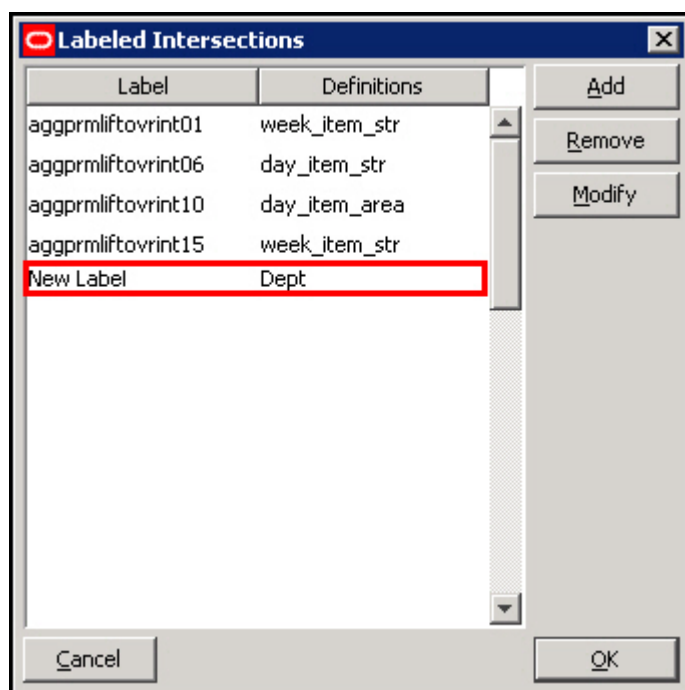 Labeled Intersections
Label Definitions
aggprmliftovrint01 week_item_str
aggprmliftovrint06 day_item_str
aggprmliftovrint10 day_item_area
aggprmliftovrint15 week_item_str
New Label Dept
Add
Remove
Modify
Cancel
OK